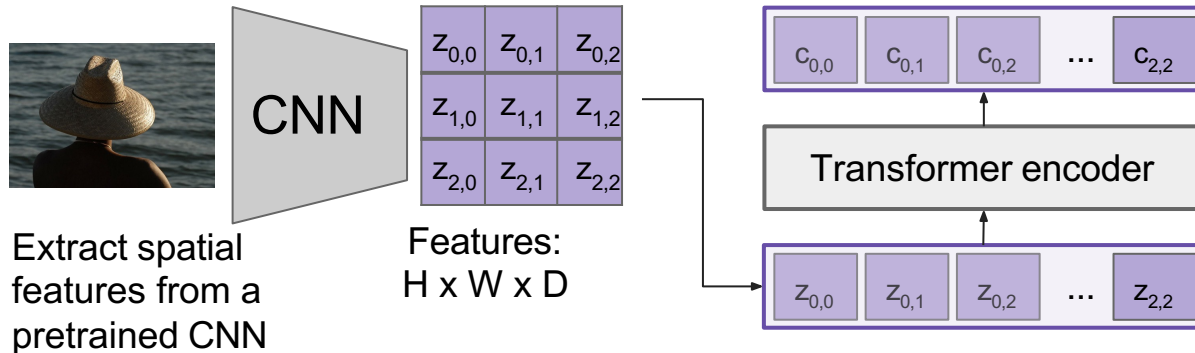 CNN
z0,0 z0,1 z0,2
z1,0 z1,1 z1,2
z2,0 z2,1 z2,2
Extract spatial
features from a
pretrained CNN
Features:
H x W x D
c0,0 c0,1 c0,2 ... c2,2
Transformer encoder
z0,0 z0,1 z0,2 ... z2,2